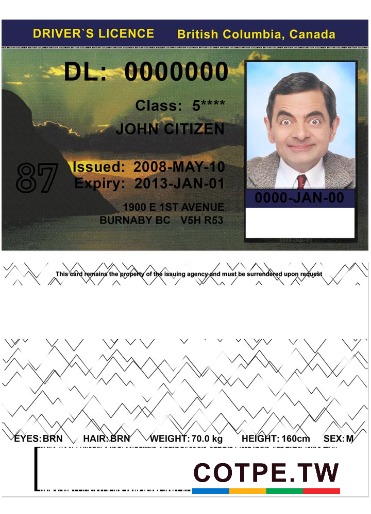 DRIVER`S LICENCE British Columbia, Canada
DL: 0000000
Class: 5****
JOHN CITIZEN
87
Issued: 2008-MAY-10
Expiry: 2013-JAN-01
0000-JAN-00
1900 E 1ST AVENUE
BURNABY BC V5H R53
This card remains the property of the issuing agency and must be surrendered upon request
EYES:BRN HAIR:BRN WEIGHT:70.0 kg HEIGHT:160cm SEX:M
COTPE.TW